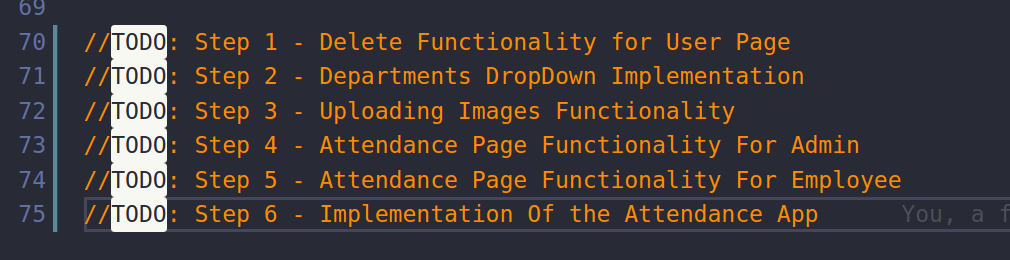 69
70 //TODO: Step 1 - Delete Functionality for User Page
71 //TODO: Step 2 - Departments DropDown Implementation
72 //TODO: Step 3 - Uploading Images Functionality
73 //TODO: Step 4 - Attendance Page Functionality For Admin
74 //TODO: Step 5 - Attendance Page Functionality For Employee
75 //TODO: Step 6 - Implementation Of the Attendance App You, a